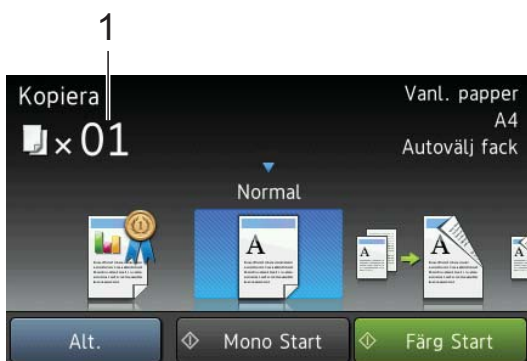 1
Kopiera
×01
Vanl. papper
A4
Autovälj fack
Normal
A
A
A
A
Alt.
Mono Start
Färg Start